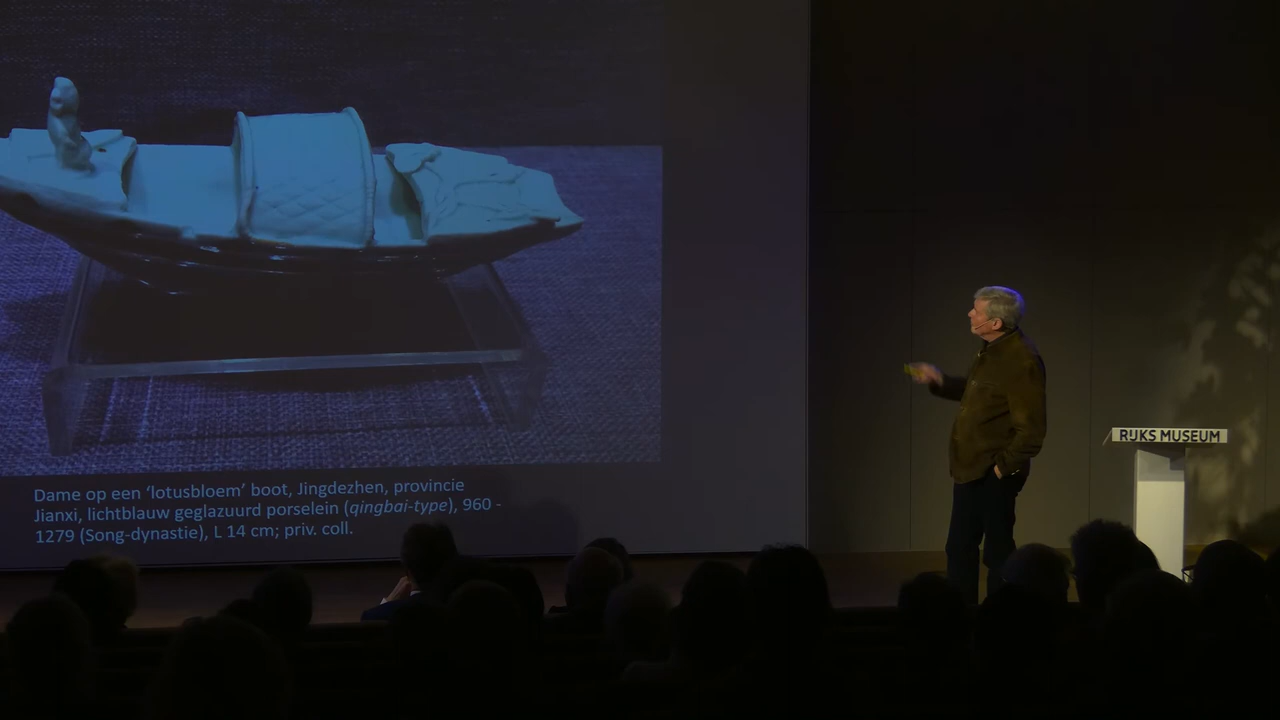 Dame op een ‘lotusbloem’ boot, Jingdezhen, provincie
Jianxi, lichtblauw geglazuurd porselein (qingbai-type), 960 -
1279 (Song-dynastie), L 14 cm; priv. coll.
RIJKS MUSEUM